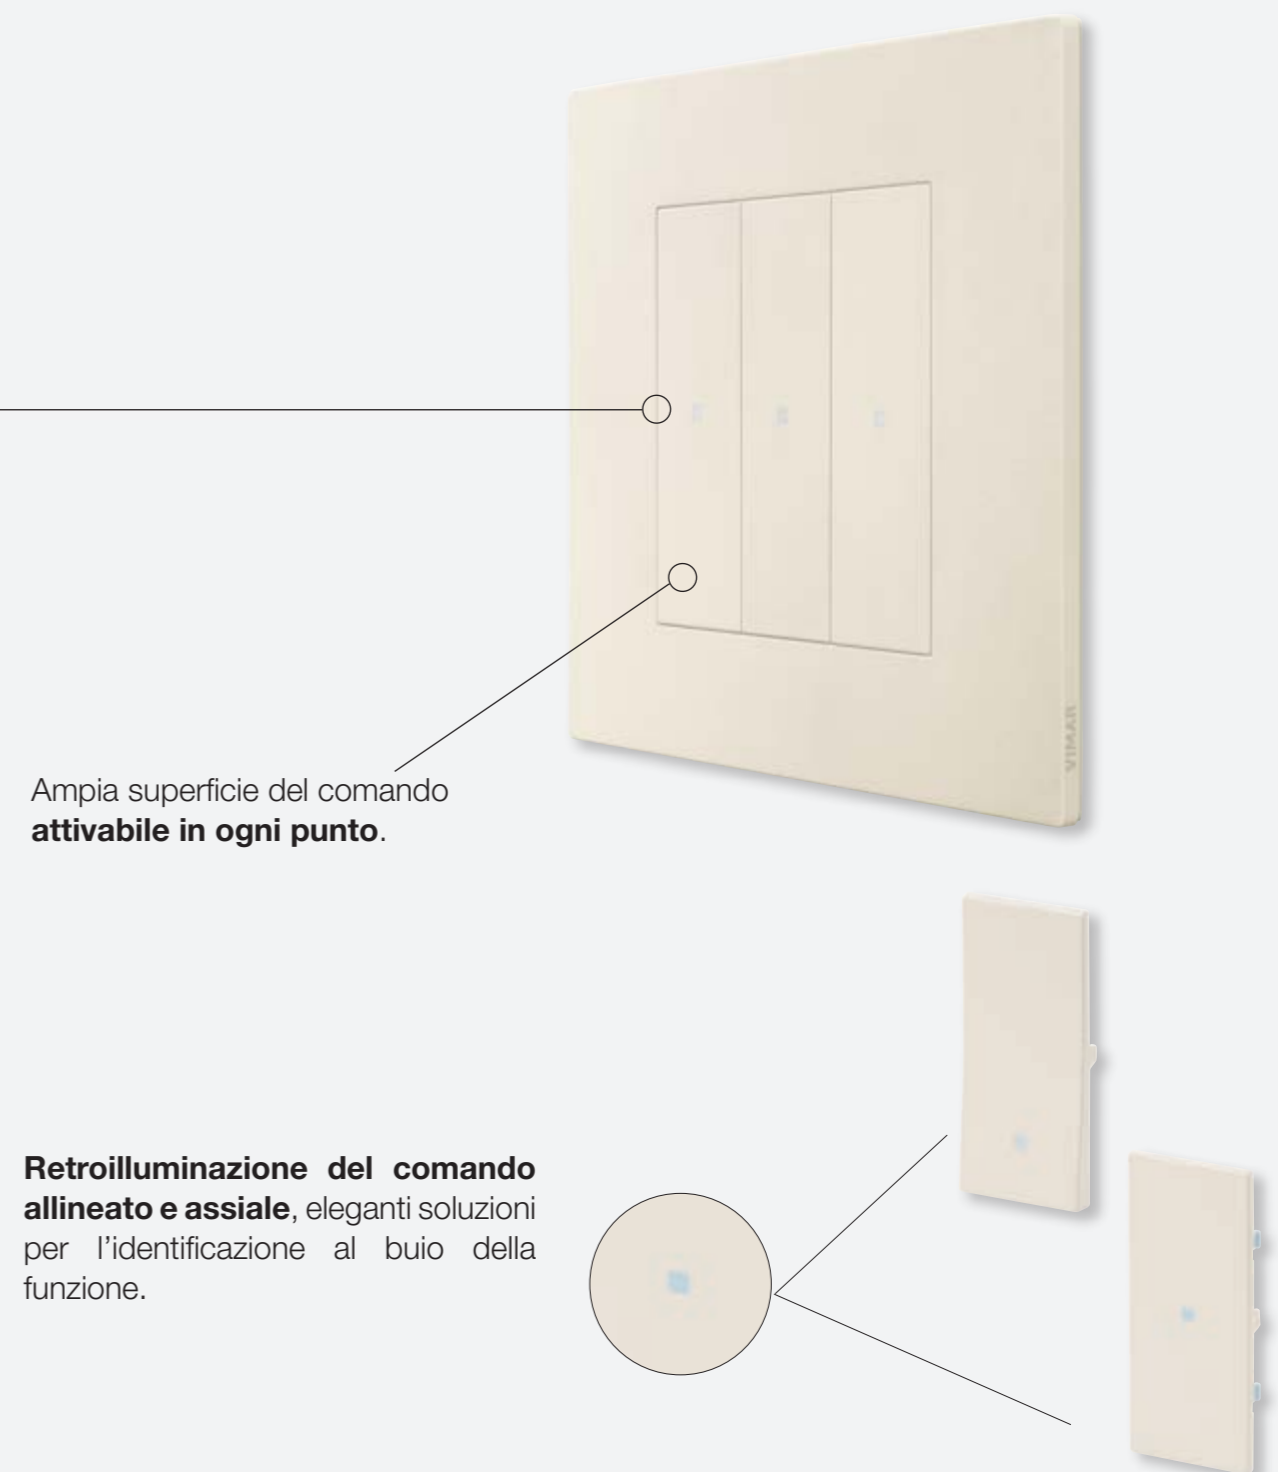 VIMAR
Ampia superficie del comando
attivabile in ogni punto.
Retroilluminazione del comando
allineato e assiale, eleganti soluzioni
per l’identificazione al buio della
funzione.